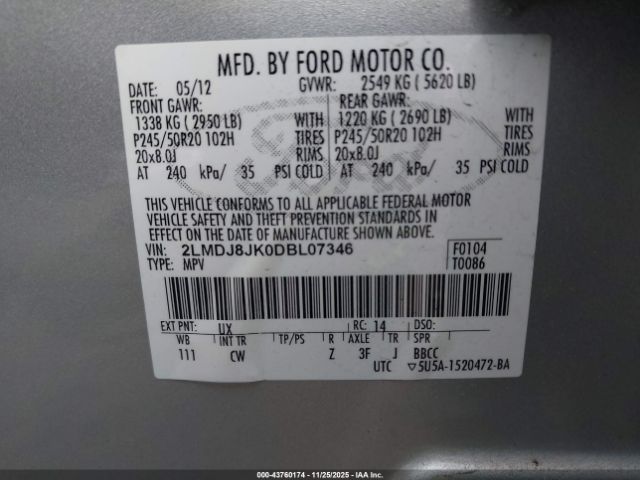 MFD. BY FORD MOTOR CO.
DATE: 05/12 GVWR: 2549 KG ( 5620 LB)
FRONT GAWR: REAR GAWR:
1338 KG ( 2950 LB) WITH 1220 KG ( 2690 LB) WITH
P245/50R20 102H TIRES P245/50R20 102H TIRES
20x8.0J RIMS 20x8.0J RIMS
AT 240 kPa/ 35 PSI COLD AT 240 kPa/ 35 PSI COLD
THIS VEHICLE CONFORMS TO ALL APPLICABLE FEDERAL MOTOR
VEHICLE SAFETY AND THEFT PREVENTION STANDARDS IN
EFFECT ON THE DATE OF MANUFACTURE SHOWN ABOVE.
VIN: 2LMDJ8JK0DBL07346 F0104
TYPE: MPV T0086
EXT PNT: UX RC: 14 DSO:
WB INT TR TP/PS R AXLE TR SPR
111 CW Z 3F J BBCC
UTC ▽5U5A-1520472-BA
000-43760174 - 11/25/2025 - IAAI.CA